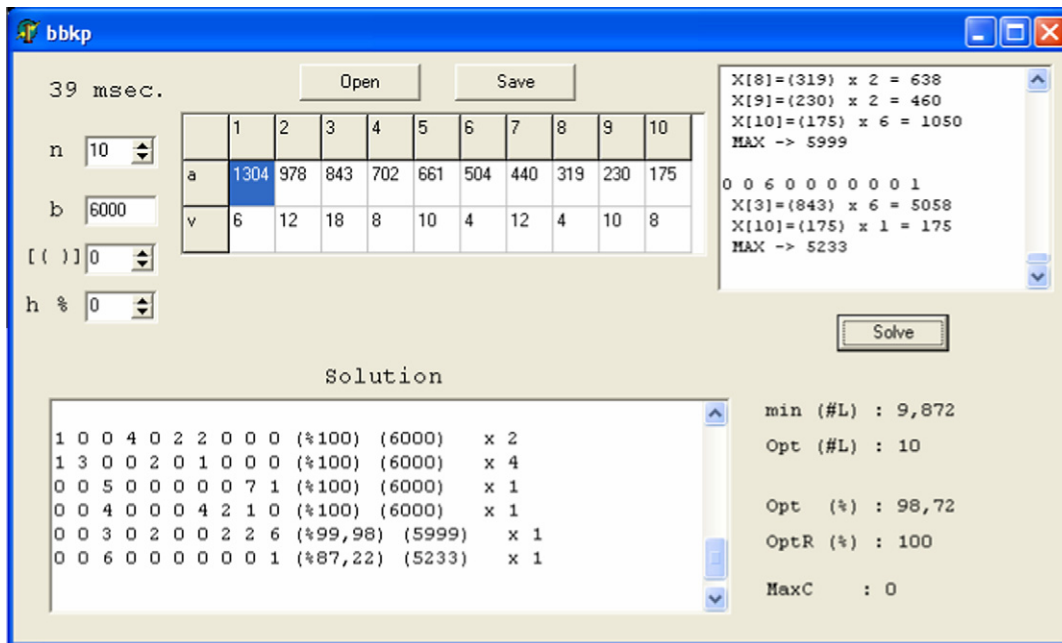 bbkp
39 msec.
Open
Save
n 10
b 6000
[( )] 0
h % 0
1 2 3 4 5 6 7 8 9 10
a 1304 978 843 702 661 504 440 319 230 175
v 6 12 18 8 10 4 12 4 10 8
X[8]=(319) x 2 = 638
X[9]=(230) x 2 = 460
X[10]=(175) x 6 = 1050
MAX -> 5999
0 0 6 0 0 0 0 0 0 1
X[3]=(843) x 6 = 5058
X[10]=(175) x 1 = 175
MAX -> 5233
Solve
Solution
1 0 0 4 0 2 2 0 0 0 (%100) (6000) x 2
1 3 0 0 2 0 1 0 0 0 (%100) (6000) x 4
0 0 5 0 0 0 0 0 7 1 (%100) (6000) x 1
0 0 4 0 0 0 4 2 1 0 (%100) (6000) x 1
0 0 3 0 2 0 0 2 2 6 (%99,98) (5999) x 1
0 0 6 0 0 0 0 0 0 1 (%87,22) (5233) x 1
min (#L) : 9,872
Opt (#L) : 10
Opt (%) : 98,72
OptR (%) : 100
MaxC : 0